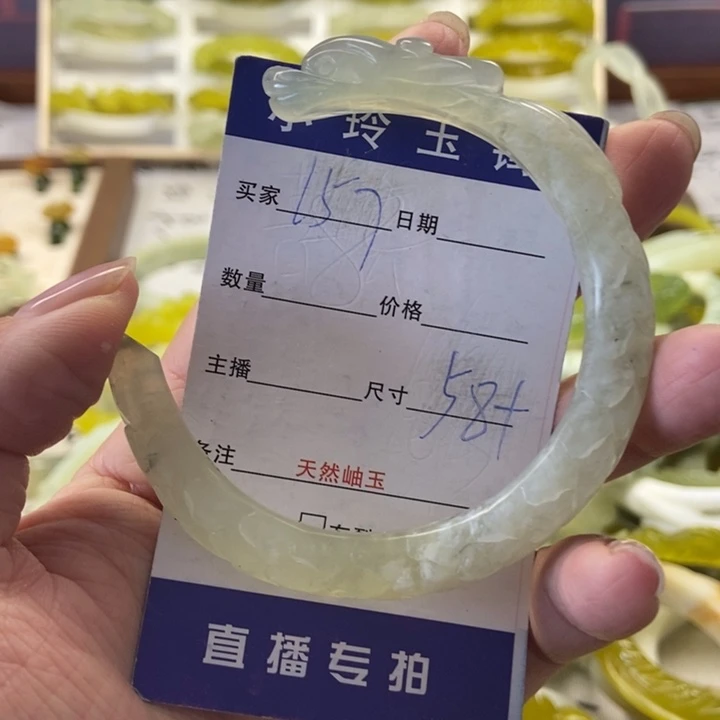 玲玉
买家 157 日期
数量 价格
主播 尺寸 58+
备注 天然岫玉
直播专拍